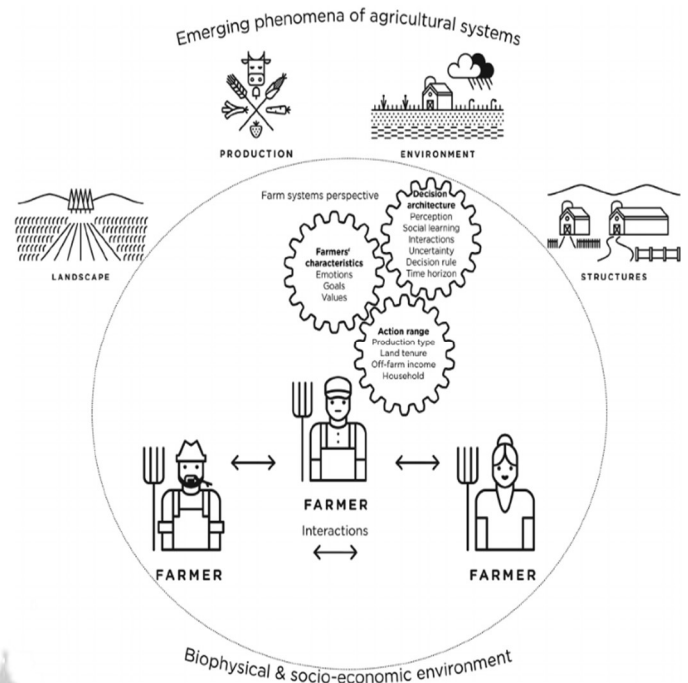 Emerging phenomena of agricultural systems
PRODUCTION
ENVIRONMENT
LANDSCAPE
STRUCTURES
Farm systems perspective
Decision
architecture
Perception
Social learning
Interactions
Uncertainty
Decision rule
Time horizon
Farmers'
characteristics
Emotions
Goals
Values
Action range
Production type
Land tenure
Off-farm income
Household
FARMER
Interactions
FARMER
FARMER
Biophysical & socio-economic environment